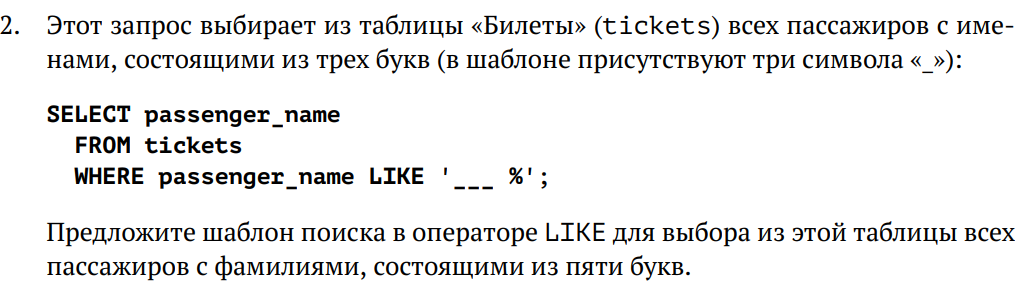 2. Этот запрос выбирает из таблицы «Билеты» (tickets) всех пассажиров с име-
нами, состоящими из трех букв (в шаблоне присутствуют три символа «_»):
SELECT passenger_name
FROM tickets
WHERE passenger_name LIKE '___ %';
Предложите шаблон поиска в операторе LIKE для выбора из этой таблицы всех
пассажиров с фамилиями, состоящими из пяти букв.